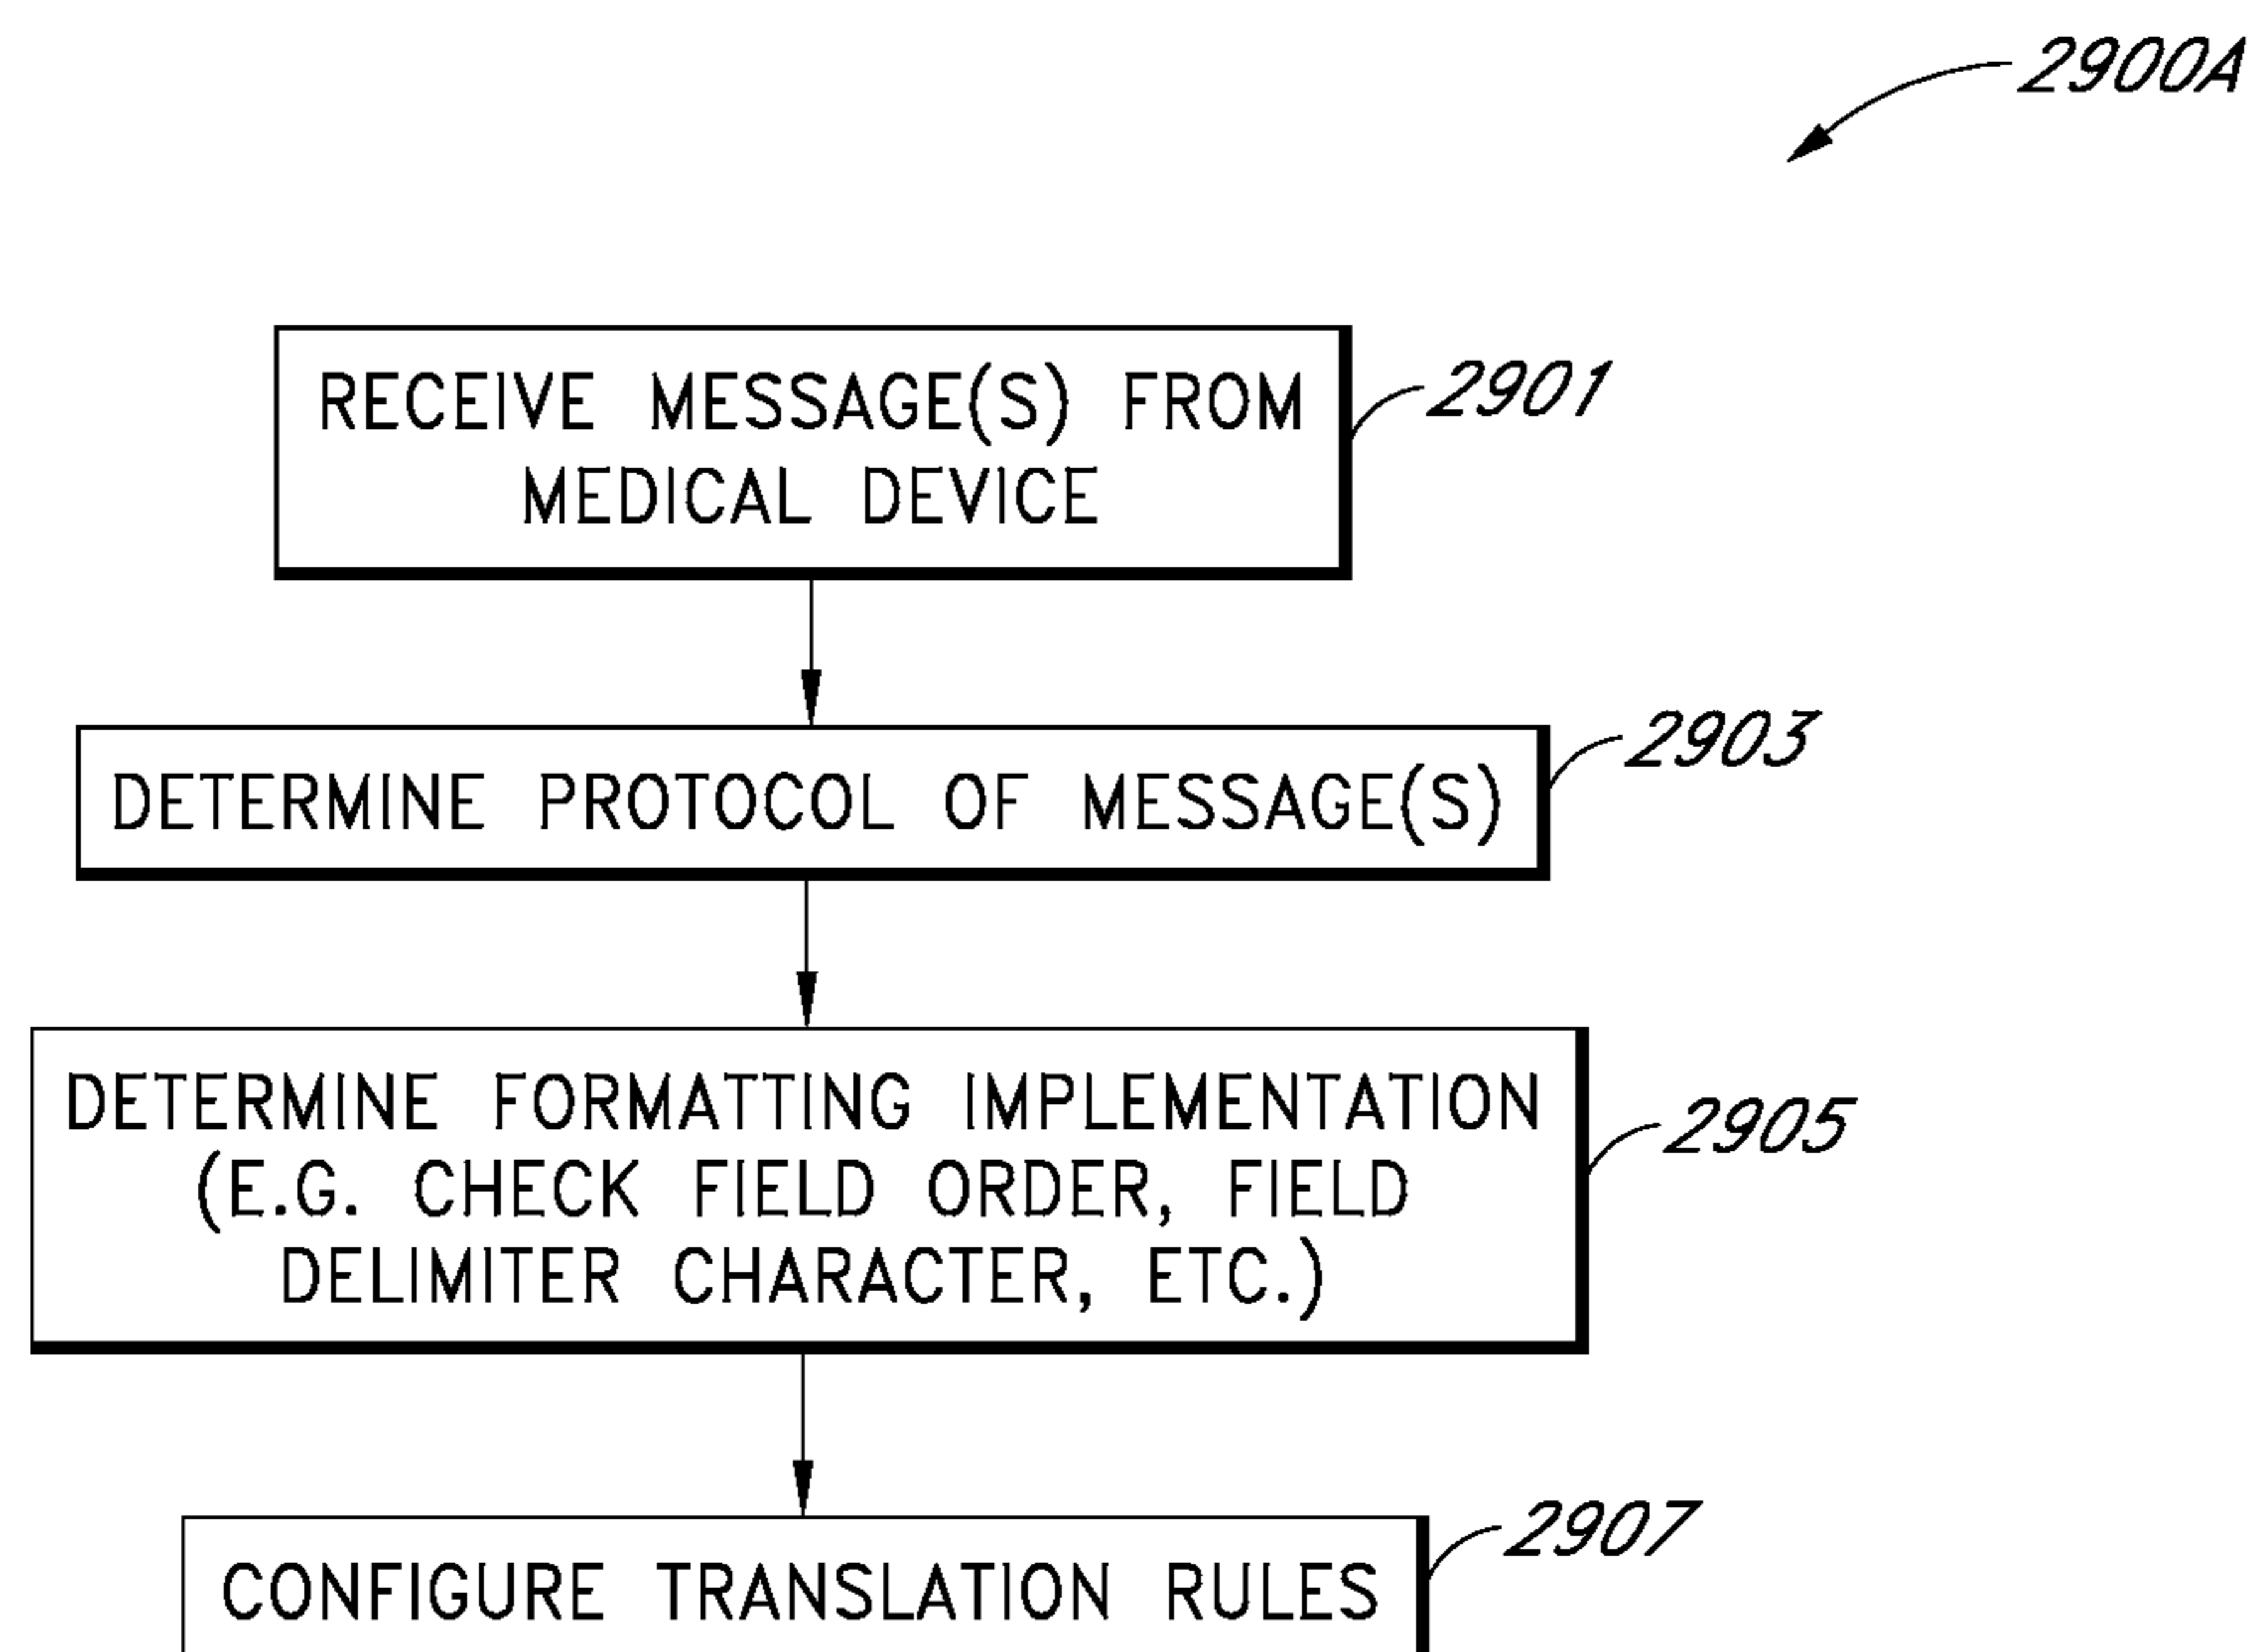 2900A
RECEIVE MESSAGE(S) FROM
MEDICAL DEVICE
2901
DETERMINE PROTOCOL OF MESSAGE(S)
2903
DETERMINE FORMATTING IMPLEMENTATION
(E.G. CHECK FIELD ORDER, FIELD
DELIMITER CHARACTER, ETC.)
2905
CONFIGURE TRANSLATION RULES
2907